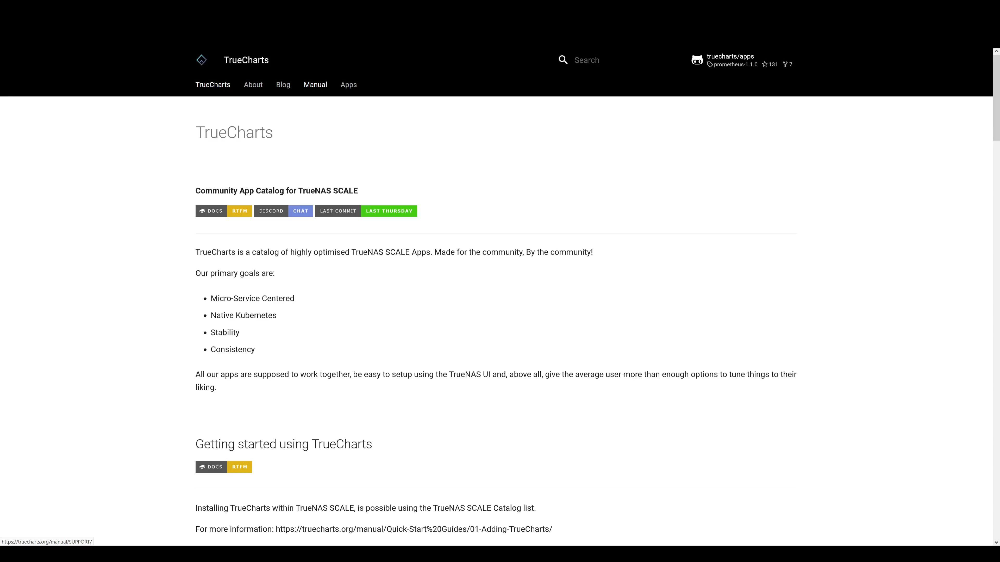 TrueCharts
Search
truecharts/apps
prometheus-1.1.0 131 7
TrueCharts About Blog Manual Apps
TrueCharts
Community App Catalog for TrueNAS SCALE
DOCS RTFM DISCORD CHAT LAST COMMIT LAST THURSDAY
TrueCharts is a catalog of highly optimised TrueNAS SCALE Apps. Made for the community, By the community!
Our primary goals are:
Micro-Service Centered
Native Kubernetes
Stability
Consistency
All our apps are supposed to work together, be easy to setup using the TrueNAS UI and, above all, give the average user more than enough options to tune things to their
liking.
Getting started using TrueCharts
DOCS RTFM
Installing TrueCharts within TrueNAS SCALE, is possible using the TrueNAS SCALE Catalog list.
For more information: https://truecharts.org/manual/Quick-Start%20Guides/01-Adding-TrueCharts/
https://truecharts.org/manual/SUPPORT/